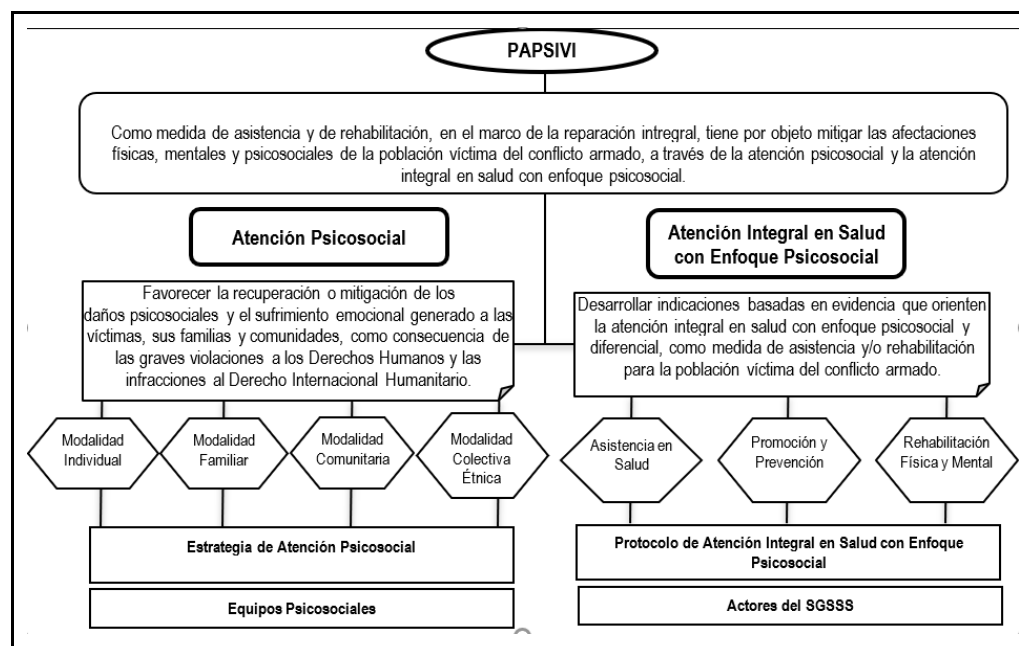 PAPSIVI
Como medida de asistencia y de rehabilitación, en el marco de la reparación intregral, tiene por objeto mitigar las afectaciones
físicas, mentales y psicosociales de la población víctima del conflicto armado, a través de la atención psicosocial y la atención
integral en salud con enfoque psicosocial.
Atención Psicosocial
Favorecer la recuperación o mitigación de los
daños psicosociales y el sufrimiento emocional generado a las
víctimas, sus familias y comunidades, como consecuencia de
las graves violaciones a los Derechos Humanos y las
infracciones al Derecho Internacional Humanitario.
Modalidad
Individual
Modalidad
Familiar
Modalidad
Comunitaria
Modalidad
Colectiva
Étnica
Estrategia de Atención Psicosocial
Equipos Psicosociales
Atención Integral en Salud
con Enfoque Psicosocial
Desarrollar indicaciones basadas en evidencia que orienten
la atención integral en salud con enfoque psicosocial y
diferencial, como medida de asistencia y/o rehabilitación
para la población víctima del conflicto armado.
Asistencia en
Salud
Promoción y
Prevención
Rehabilitación
Física y Mental
Protocolo de Atención Integral en Salud con Enfoque
Psicosocial
Actores del SGSSS